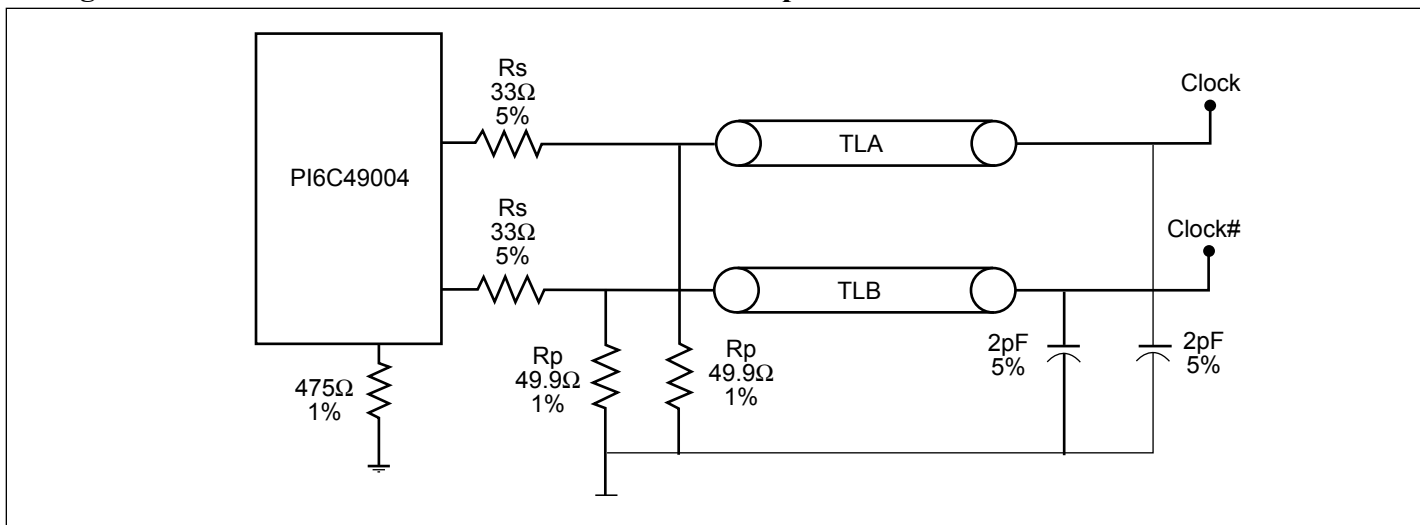 Rs
33Ω
5%
Clock
TLA
PI6C49004
Rs
33Ω
5%
Clock#
TLB
475Ω
1%
Rp
49.9Ω
1%
Rp
49.9Ω
1%
2pF
5%
2pF
5%